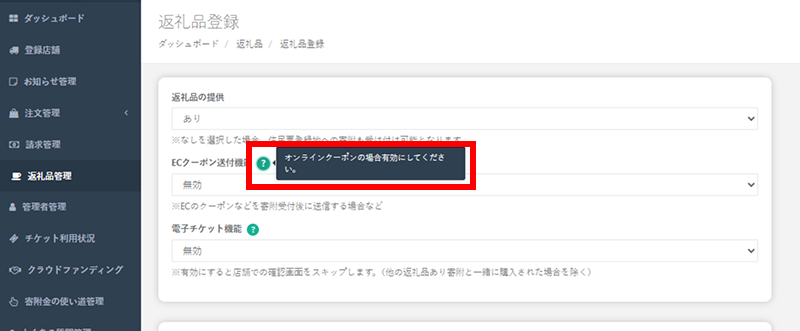 ダッシュボード
登録店舗
お知らせ管理
注文管理
請求管理
返礼品管理
管理者管理
チケット利用状況
クラウドファンディング
寄附金の使い道管理
返礼品登録
ダッシュボード / 返礼品 / 返礼品登録
返礼品の提供
あり
※なしを選択した場合、住民票登録地への寄附も受け付け可能となります
ECクーポン送付機能 ?
オンラインクーポンの場合有効にしてくださ
い。
無効
※ECのクーポンなどを寄附受付後に送信する場合など
電子チケット機能 ?
無効
※有効にすると店舗での確認画面をスキップします。（他の返礼品あり寄附と一緒に購入された場合を除く）